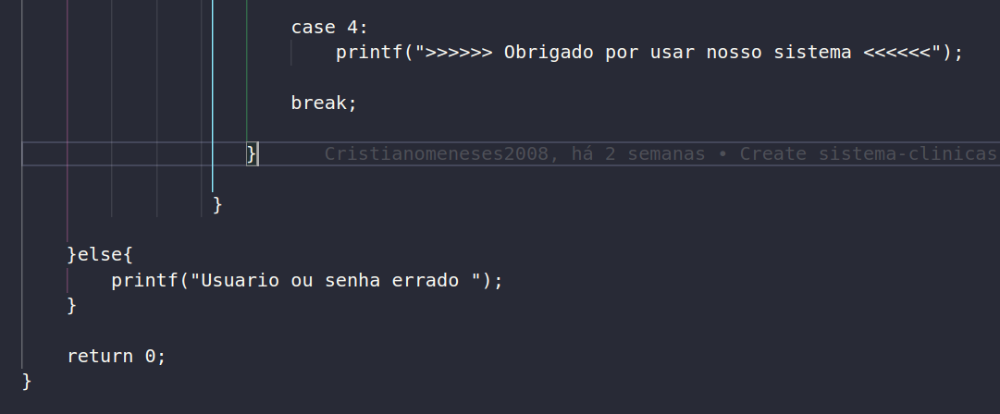 case 4:
printf(">>>>>> Obrigado por usar nosso sistema <<<<<<");
break;
} Cristianomeneses2008, há 2 semanas • Create sistema-clinicas
}
}else{
printf("Usuario ou senha errado ");
}
return 0;
}